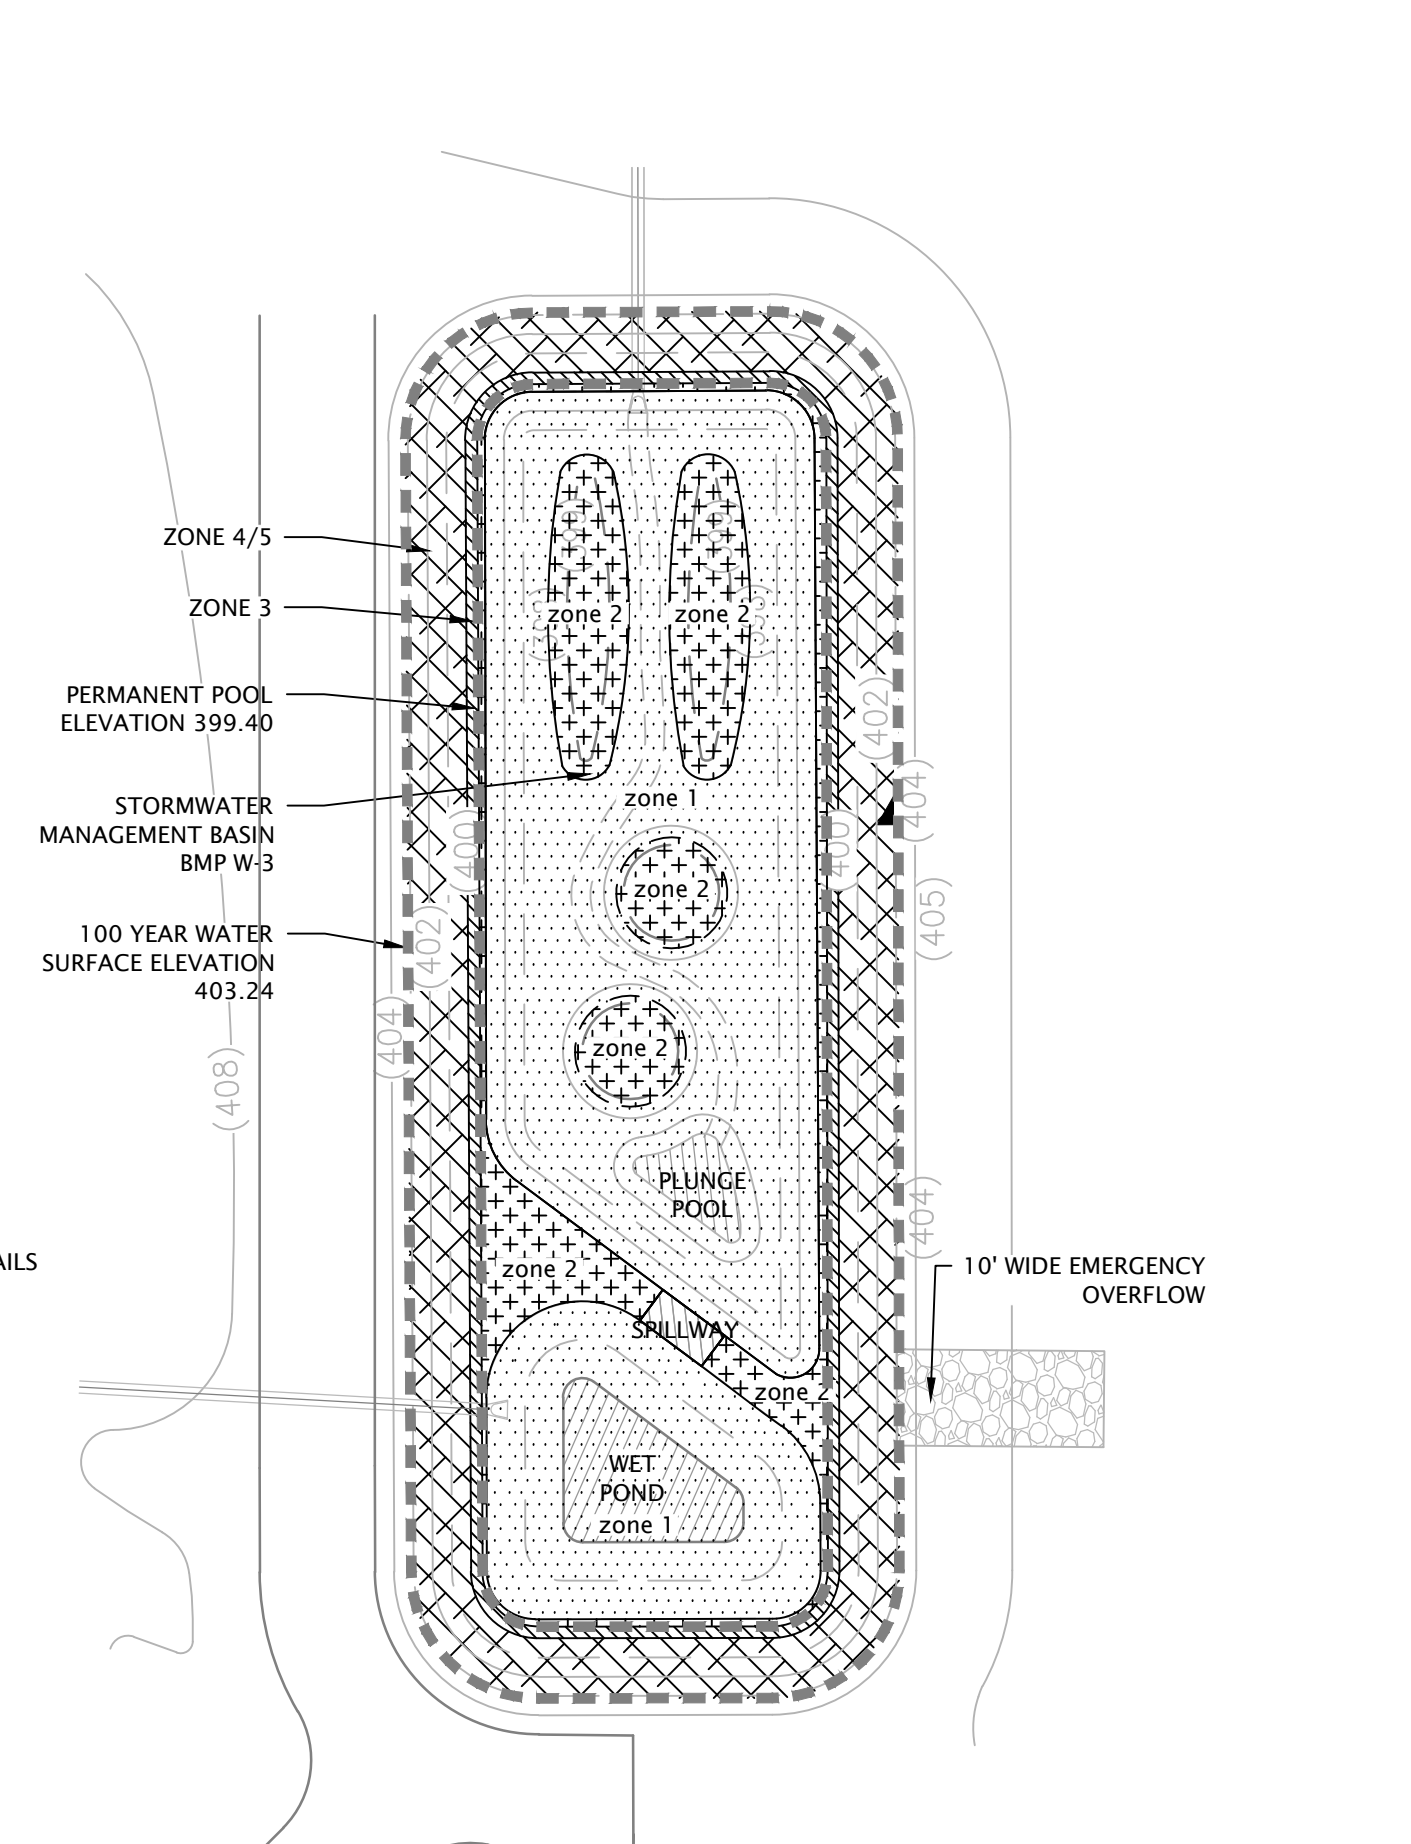 ZONE 4/5
(399)
(399)
ZONE 3
zone 2
zone 2
(402)
PERMANENT POOL
ELEVATION 399.40
STORMWATER
MANAGEMENT BASIN
BMP W-3
zone 1
(404)
(400)
(400)
zone 2
(405)
100 YEAR WATER
SURFACE ELEVATION
403.24
(402)
(404)
zone 2
(408)
PLUNGE
POOL
(404)
AILS
zone 2
10' WIDE EMERGENCY
OVERFLOW
SPILLWAY
zone 2
WET
POND
zone 1